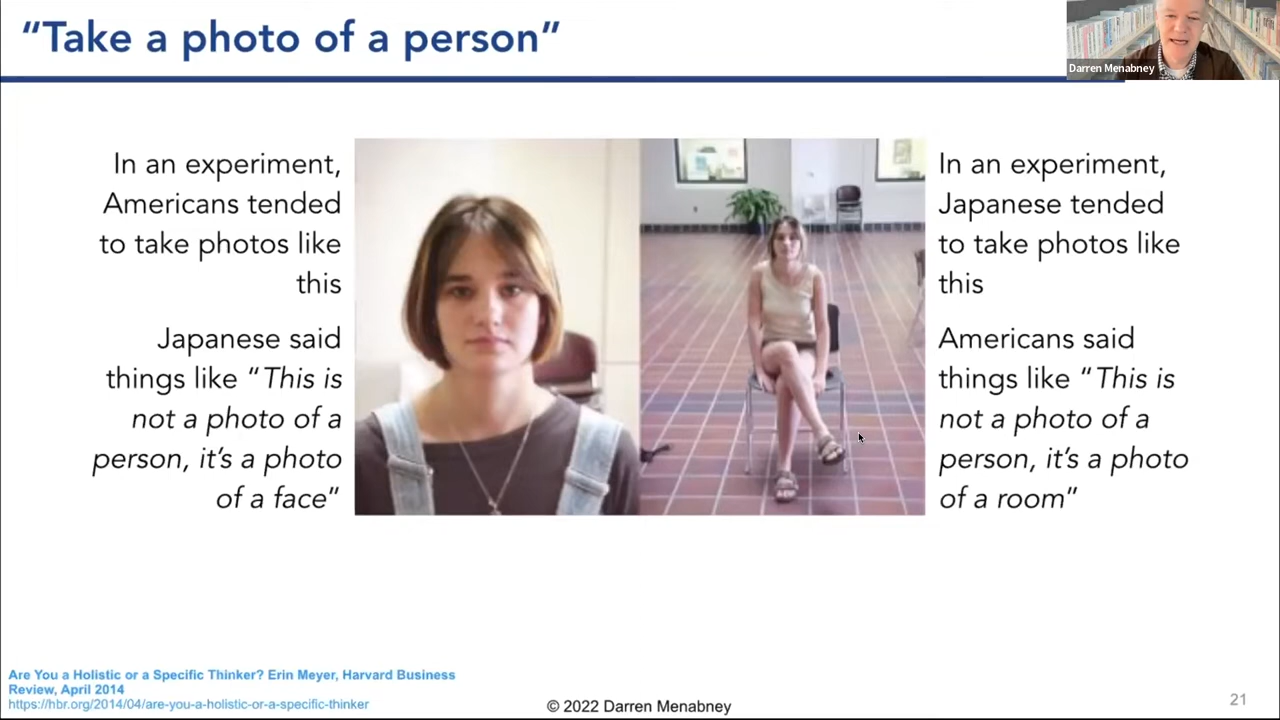 “Take a photo of a person”
Darren Menabney
In an experiment,
Americans tended
to take photos like
this
Japanese said
things like “This is
not a photo of a
person, it’s a photo
of a face”
In an experiment,
Japanese tended
to take photos like
this
Americans said
things like “This is
not a photo of a
person, it’s a photo
of a room”
Are You a Holistic or a Specific Thinker? Erin Meyer, Harvard Business
Review, April 2014
https://hbr.org/2014/04/are-you-a-holistic-or-a-specific-thinker
© 2022 Darren Menabney
21